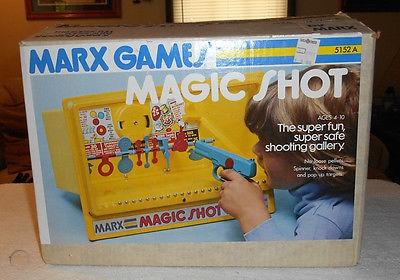 MARX GAMES
5152 A
MAGIC SHOT
AGES: 4-10
The super fun,
super safe
shooting gallery.
No loose pellets.
Spinner, knock downs
and pop up targets.
MARX MAGIC SHOT